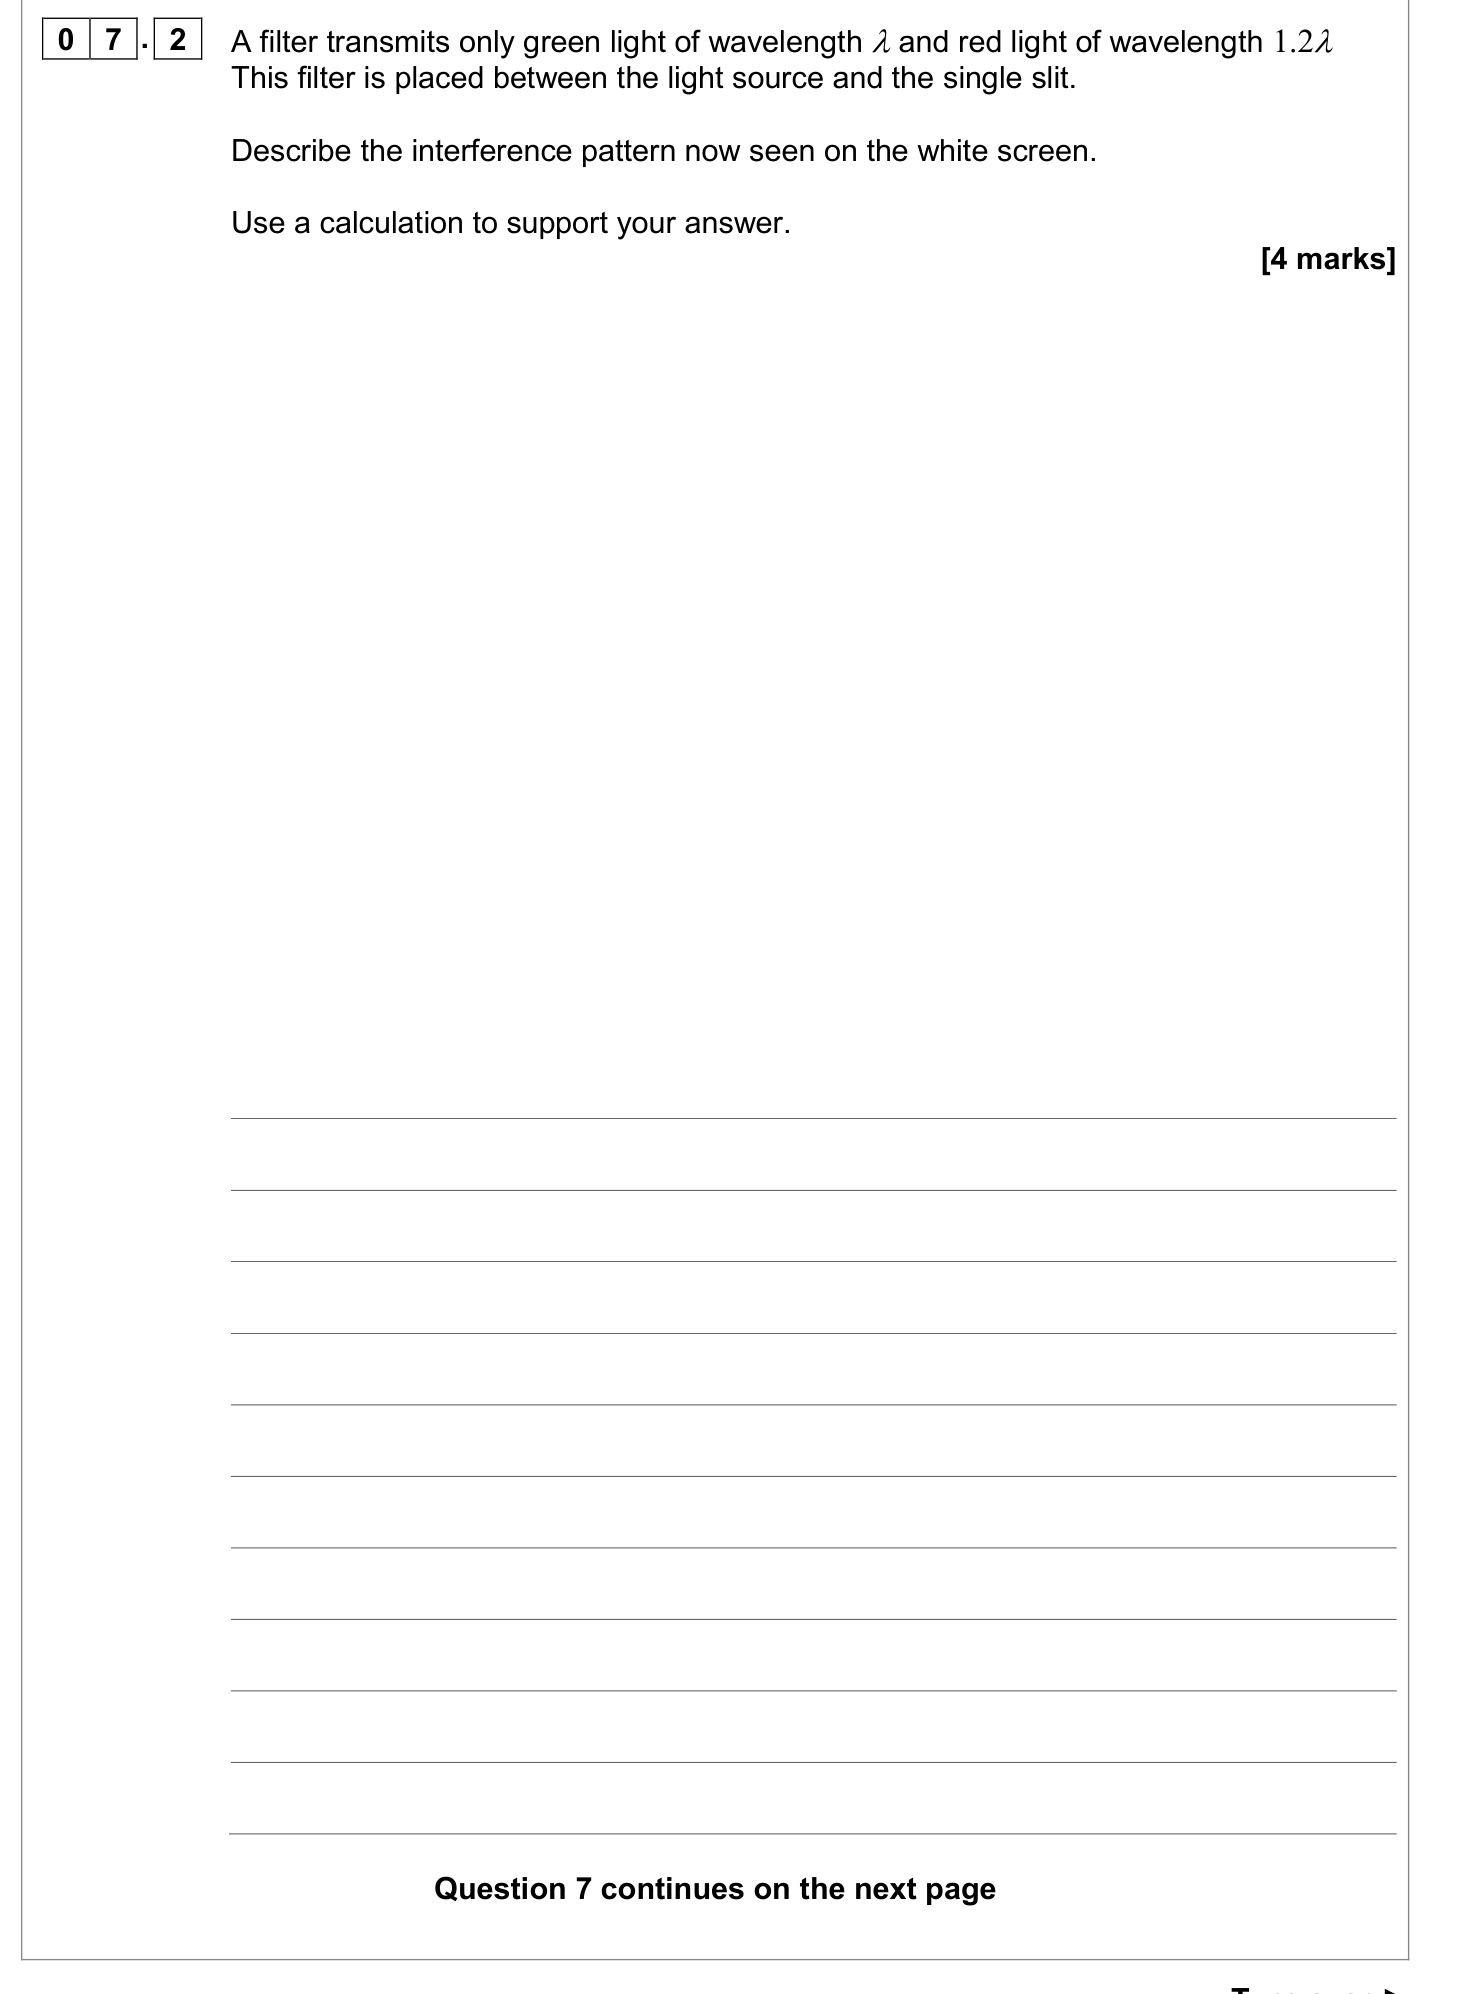 0 7 . 2 A filter transmits only green light of wavelength λ and red light of wavelength 1.2λ
This filter is placed between the light source and the single slit.
Describe the interference pattern now seen on the white screen.
Use a calculation to support your answer.
[4 marks]
Question 7 continues on the next page